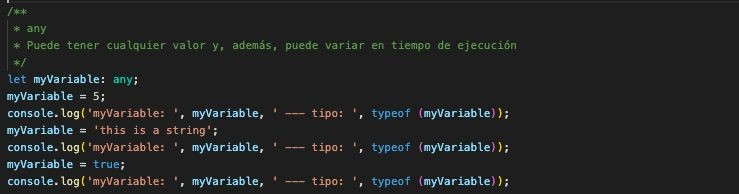 /**
 * any
 * Puede tener cualquier valor y, además, puede variar en tiempo de ejecución
 */
let myVariable: any;
myVariable = 5;
console.log('myVariable: ', myVariable, ' --- tipo: ', typeof (myVariable));
myVariable = 'this is a string';
console.log('myVariable: ', myVariable, ' --- tipo: ', typeof (myVariable));
myVariable = true;
console.log('myVariable: ', myVariable, ' --- tipo: ', typeof (myVariable));